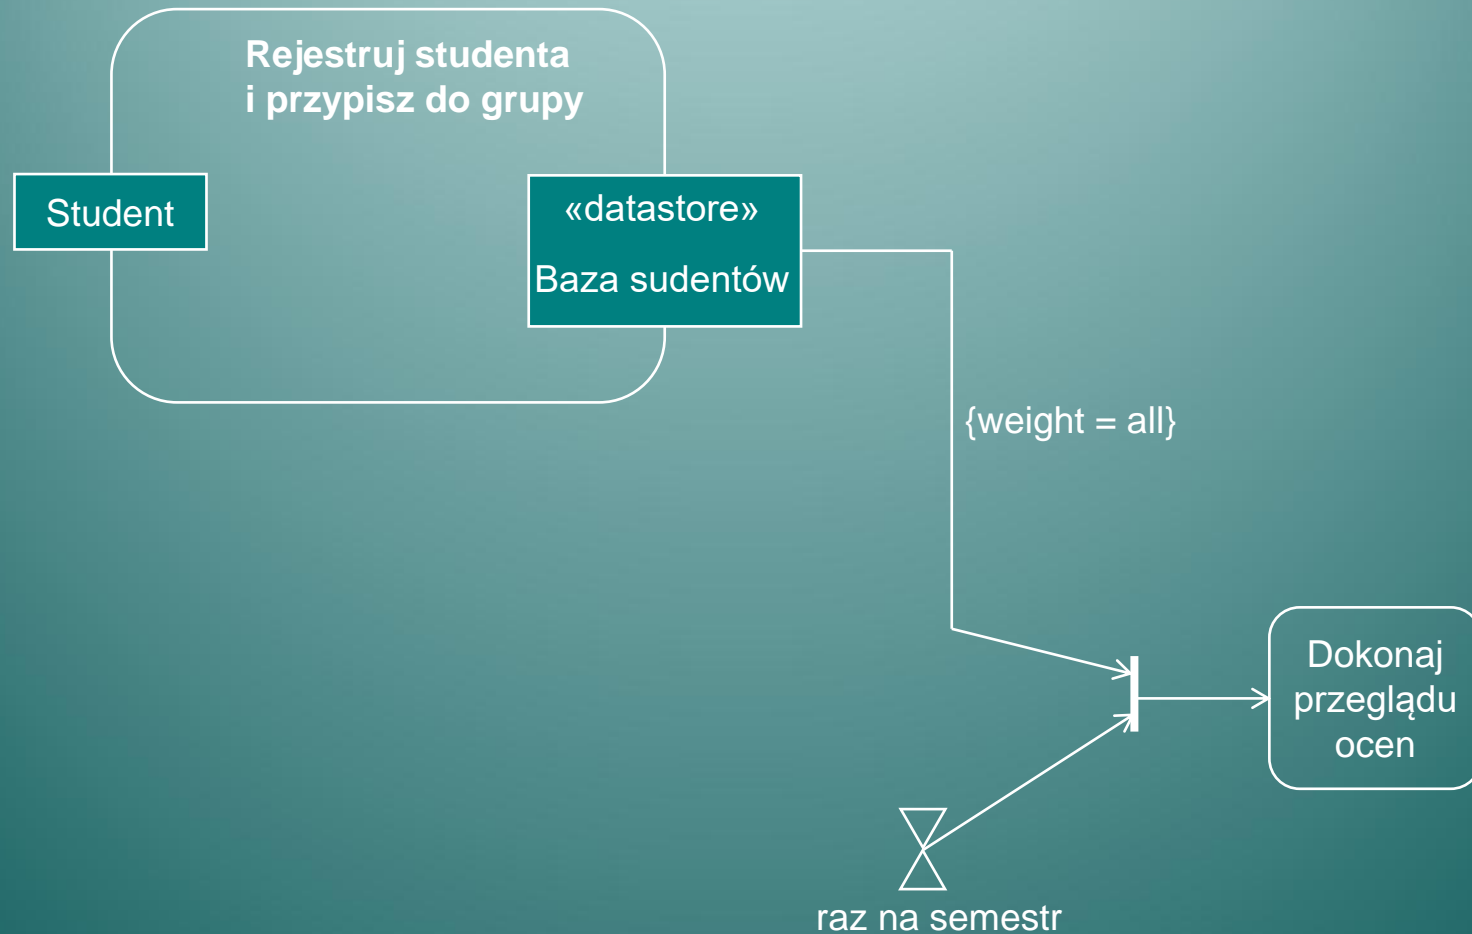 Rejestruj studenta
i przypisz do grupy
Student
«datastore»
Baza sudentów
{weight = all}
Dokonaj
przeglądu
ocen
raz na semestr